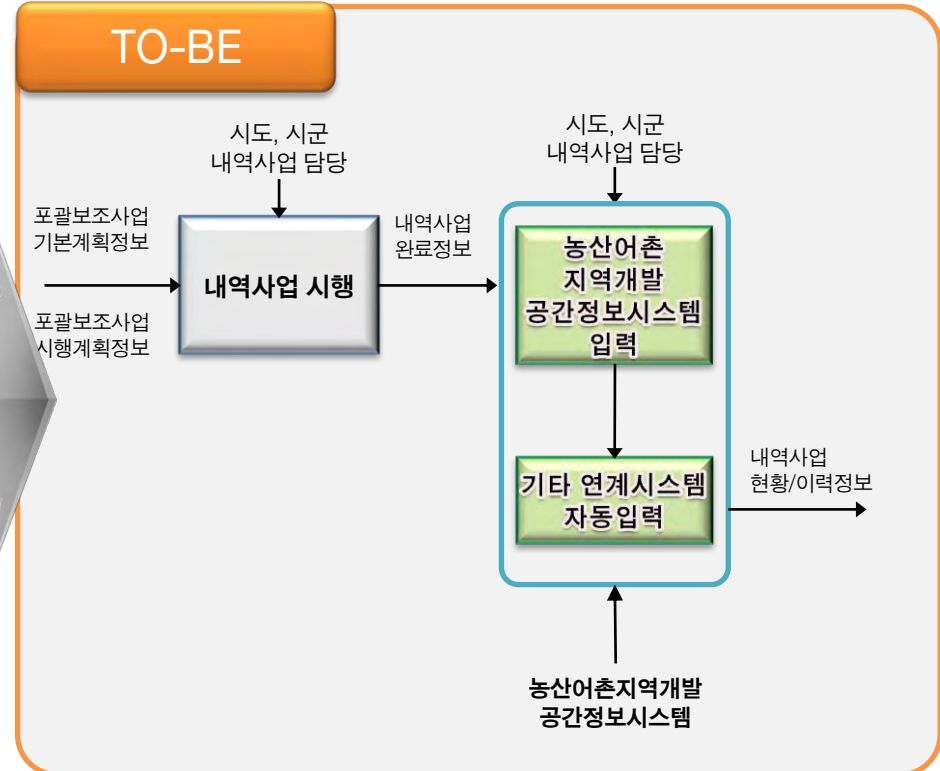 TO-BE
시도, 시군
내역사업 담당
시도, 시군
내역사업 담당
포괄보조사업
기본계획정보
내역사업 시행
내역사업
완료정보
농산어촌
지역개발
공간정보시스템
입력
포괄보조사업
시행계획정보
기타 연계시스템
자동입력
내역사업
현황/이력정보
농산어촌지역개발
공간정보시스템